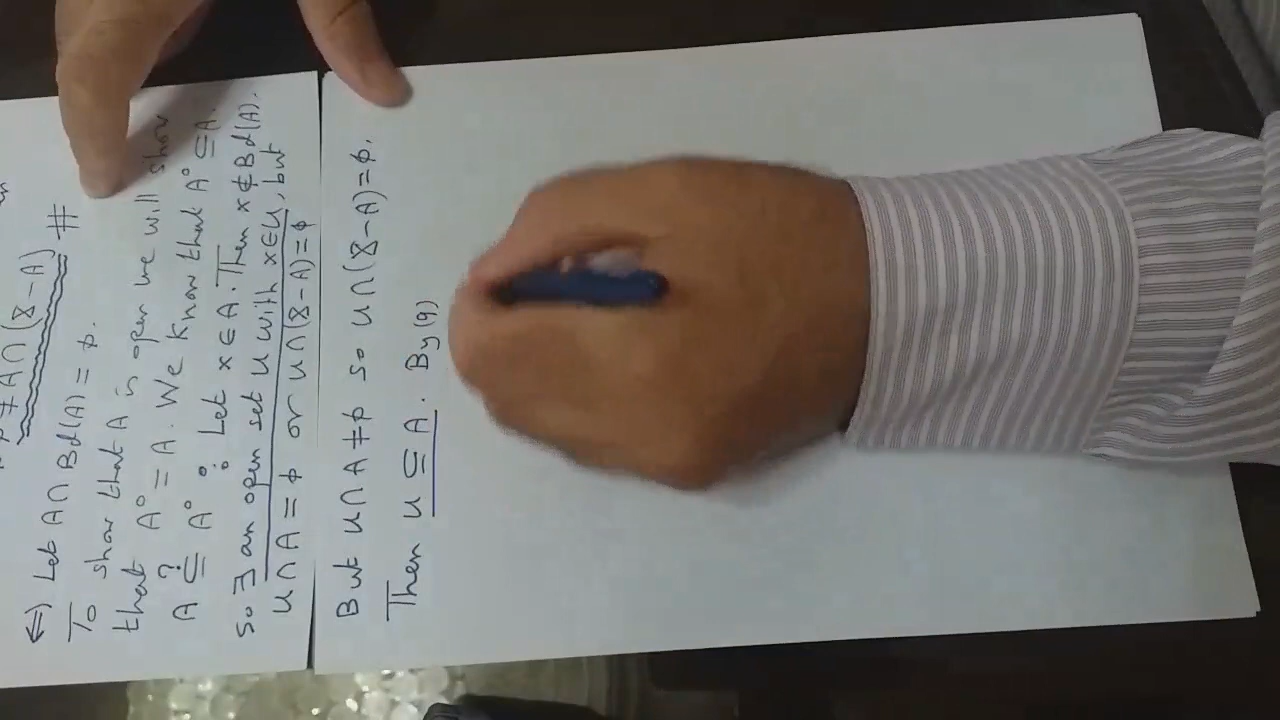 ≠ A ∩ (X – A) #
⇐) Let A ∩ Bd(A) = ϕ.
To show that A is open we will show
that A° = A. We know that A° ⊆ A.
A ⊆? A° : Let x ∈ A. Then x ∉ Bd(A).
so ∃ an open set U with x ∈ U, but
U ∩ A = ϕ or U ∩ (X – A) = ϕ
But U ∩ A ≠ ϕ so U ∩ (X – A) = ϕ.
Then U ⊆ A. By (9)